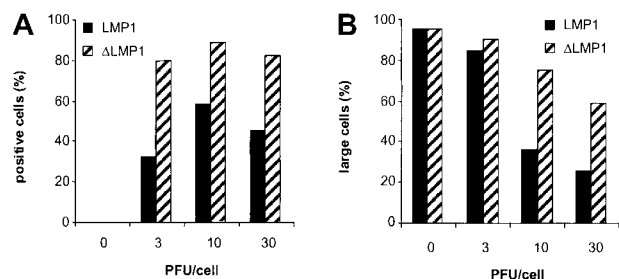 A
LMP1
ΔLMP1
positive cells (%)
100
80
60
40
20
0
0 3 10 30
PFU/cell
B
LMP1
ΔLMP1
large cells (%)
100
80
60
40
20
0
0 3 10 30
PFU/cell